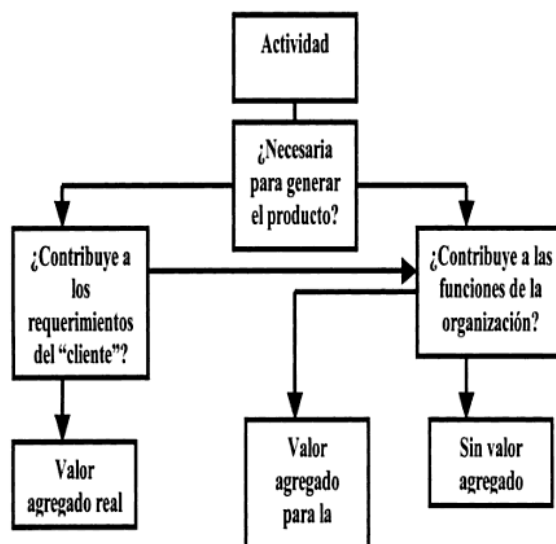 Actividad
¿Necesaria
para generar
el producto?
¿Contribuye a
los
requerimientos
del “cliente”?
¿Contribuye a las
funciones de la
organización?
Valor
agregado real
Valor
agregado
para la
Sin valor
agregado